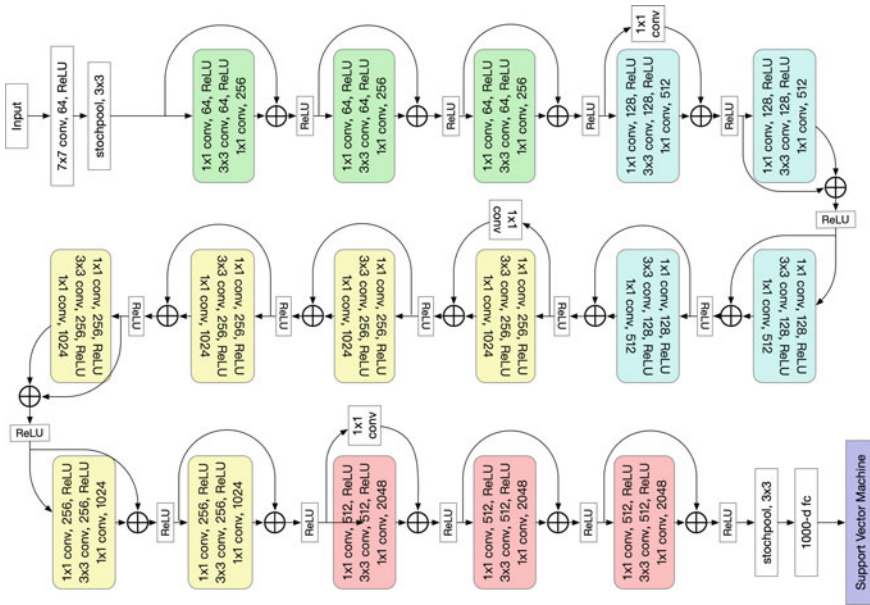 Input
7x7 conv, 64, ReLU
stochpool, 3x3
1x1 conv, 64, ReLU
3x3 conv, 64, ReLU
1x1 conv, 256
ReLU
1x1 conv, 64, ReLU
3x3 conv, 64, ReLU
1x1 conv, 256
ReLU
1x1 conv, 64, ReLU
3x3 conv, 64, ReLU
1x1 conv, 256
ReLU
1x1
conv
1x1 conv, 128, ReLU
3x3 conv, 128, ReLU
1x1 conv, 512
ReLU
1x1 conv, 128, ReLU
3x3 conv, 128, ReLU
1x1 conv, 512
ReLU
1x1 conv, 128, ReLU
3x3 conv, 128, ReLU
1x1 conv, 512
ReLU
1x1 conv, 128, ReLU
3x3 conv, 128, ReLU
1x1 conv, 512
ReLU
1x1
conv
1x1 conv, 256, ReLU
3x3 conv, 256, ReLU
1x1 conv, 1024
ReLU
1x1 conv, 256, ReLU
3x3 conv, 256, ReLU
1x1 conv, 1024
ReLU
1x1 conv, 256, ReLU
3x3 conv, 256, ReLU
1x1 conv, 1024
ReLU
1x1 conv, 256, ReLU
3x3 conv, 256, ReLU
1x1 conv, 1024
ReLU
1x1 conv, 256, ReLU
3x3 conv, 256, ReLU
1x1 conv, 1024
ReLU
1x1 conv, 256, ReLU
3x3 conv, 256, ReLU
1x1 conv, 1024
ReLU
1x1
conv
1x1 conv, 512, ReLU
3x3 conv, 512, ReLU
1x1 conv, 2048
ReLU
1x1 conv, 512, ReLU
3x3 conv, 512, ReLU
1x1 conv, 2048
ReLU
1x1 conv, 512, ReLU
3x3 conv, 512, ReLU
1x1 conv, 2048
ReLU
stochpool, 3x3
1000-d fc
Support Vector Machine